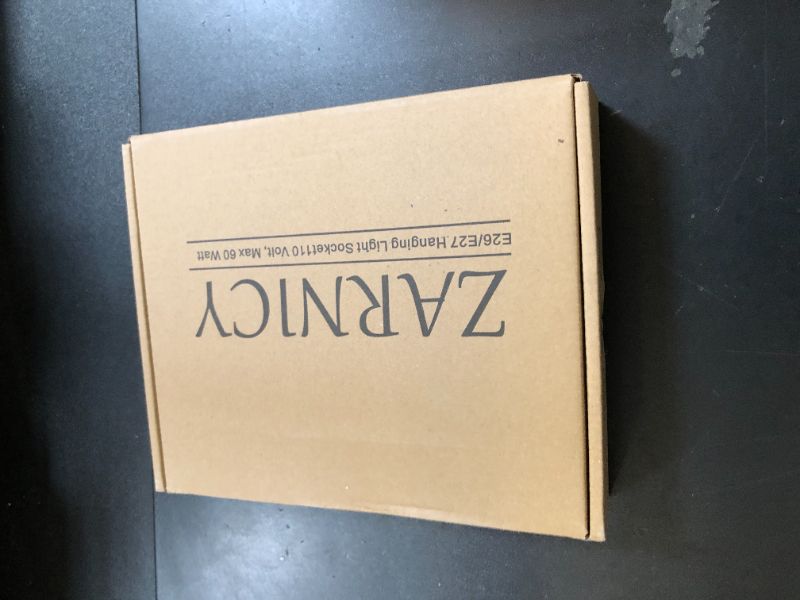 ZARNICY
E26/E27 Hanging Light Socket110 Volt, Max 60 Watt